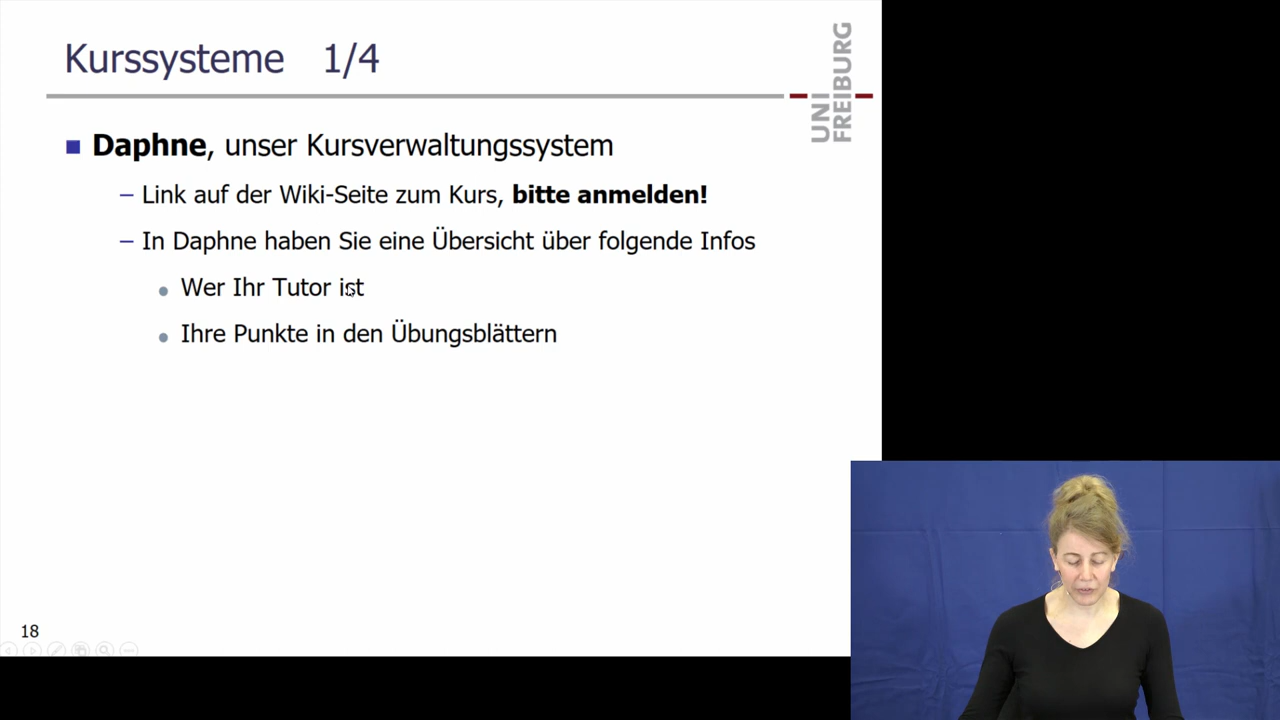 Kurssysteme 1/4
UNI
FREIBURG
Daphne, unser Kursverwaltungssystem
– Link auf der Wiki-Seite zum Kurs, bitte anmelden!
– In Daphne haben Sie eine Übersicht über folgende Infos
• Wer Ihr Tutor ist
• Ihre Punkte in den Übungsblättern
18